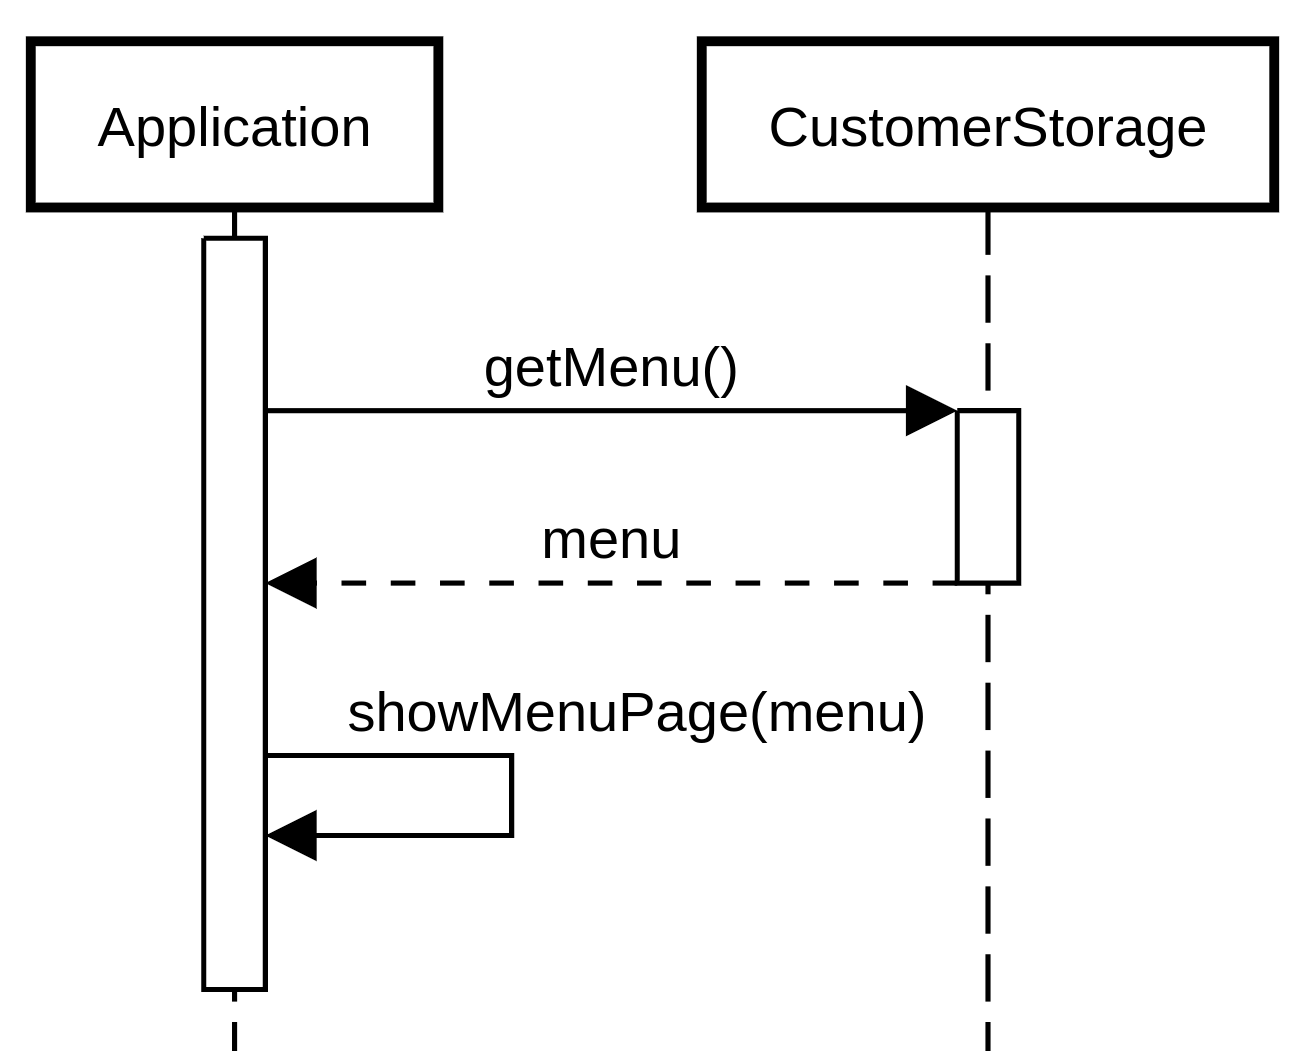 Application
CustomerStorage
getMenu()
menu
showMenuPage(menu)